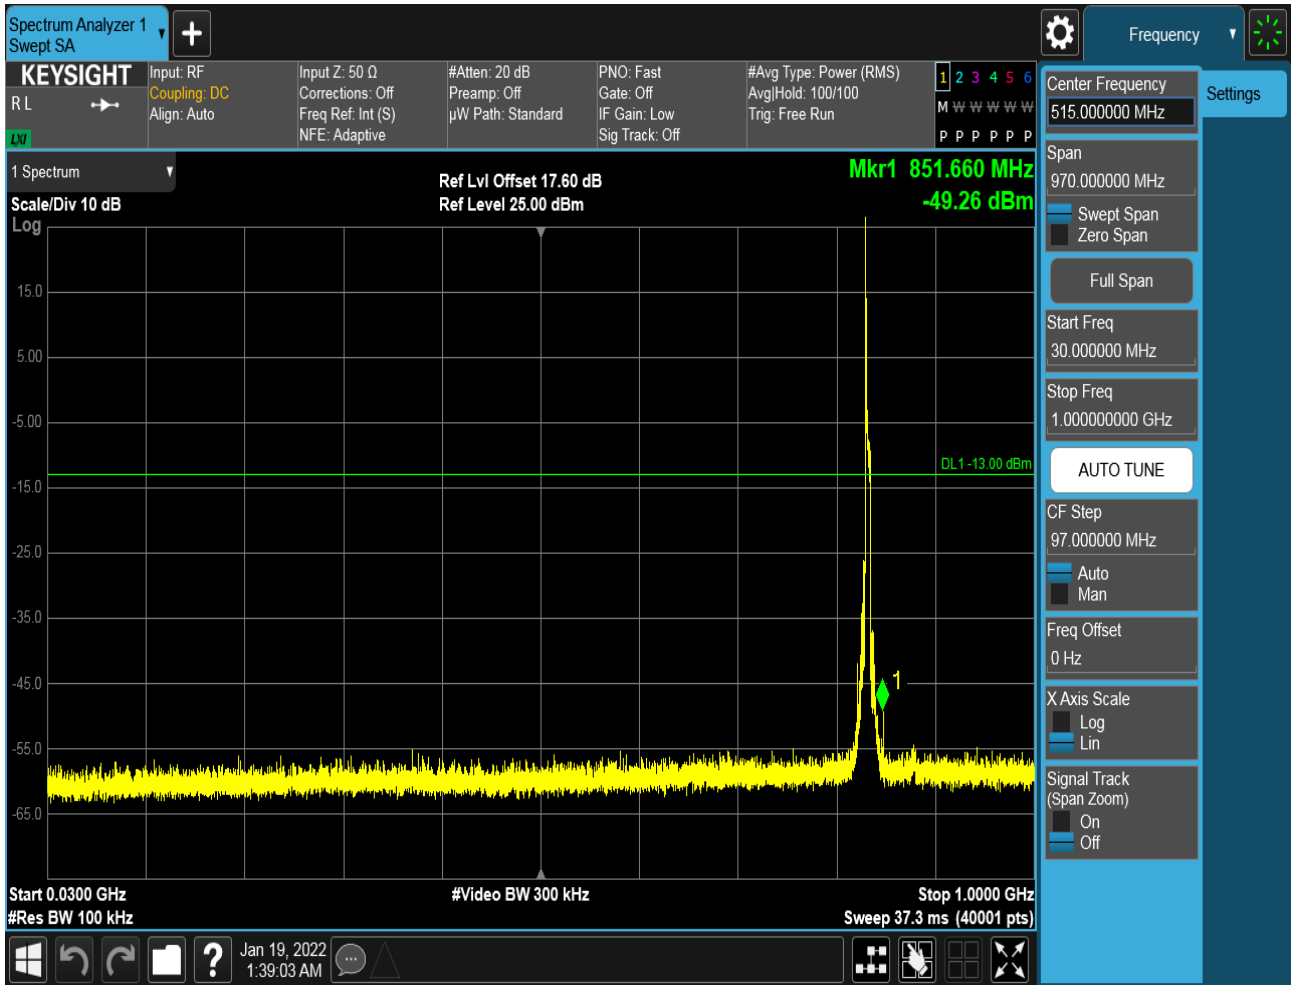 Spectrum Analyzer 1
Swept SA
Frequency
KEYSIGHT
R L
LXI
Input: RF
Coupling: DC
Align: Auto
Input Z: 50 Ω
Corrections: Off
Freq Ref: Int (S)
NFE: Adaptive
#Atten: 20 dB
Preamp: Off
µW Path: Standard
PNO: Fast
Gate: Off
IF Gain: Low
Sig Track: Off
#Avg Type: Power (RMS)
Avg|Hold: 100/100
Trig: Free Run
1 2 3 4 5 6
M W W W W W
P P P P P P
1 Spectrum
Scale/Div 10 dB
Log
Ref Lvl Offset 17.60 dB
Ref Level 25.00 dBm
Mkr1 851.660 MHz
-49.26 dBm
15.0
5.00
-5.00
-15.0
-25.0
-35.0
-45.0
-55.0
-65.0
DL1 -13.00 dBm
1
Start 0.0300 GHz
#Res BW 100 kHz
#Video BW 300 kHz
Stop 1.0000 GHz
Sweep 37.3 ms (40001 pts)
Jan 19, 2022
1:39:03 AM
Center Frequency
515.000000 MHz
Settings
Span
970.000000 MHz
Swept Span
Zero Span
Full Span
Start Freq
30.000000 MHz
Stop Freq
1.000000000 GHz
AUTO TUNE
CF Step
97.000000 MHz
Auto
Man
Freq Offset
0 Hz
X Axis Scale
Log
Lin
Signal Track
(Span Zoom)
On
Off